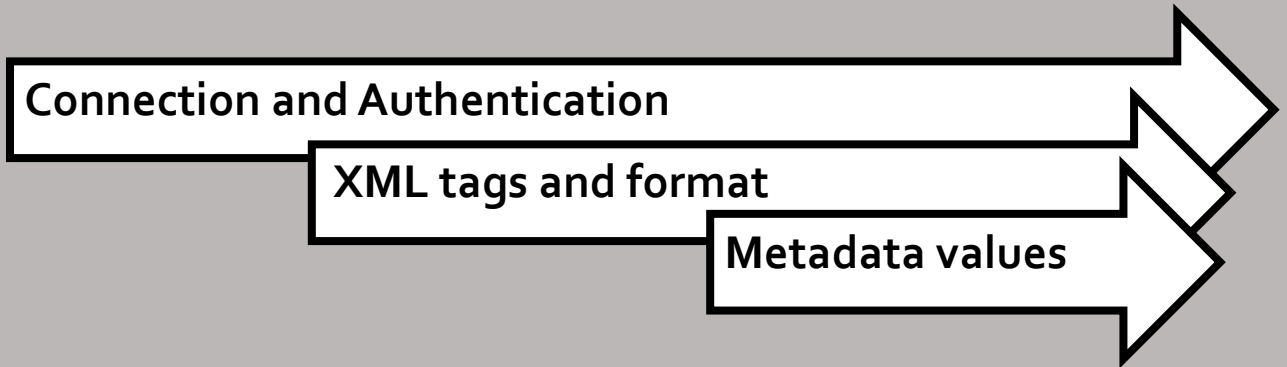 Connection and Authentication
XML tags and format
Metadata values